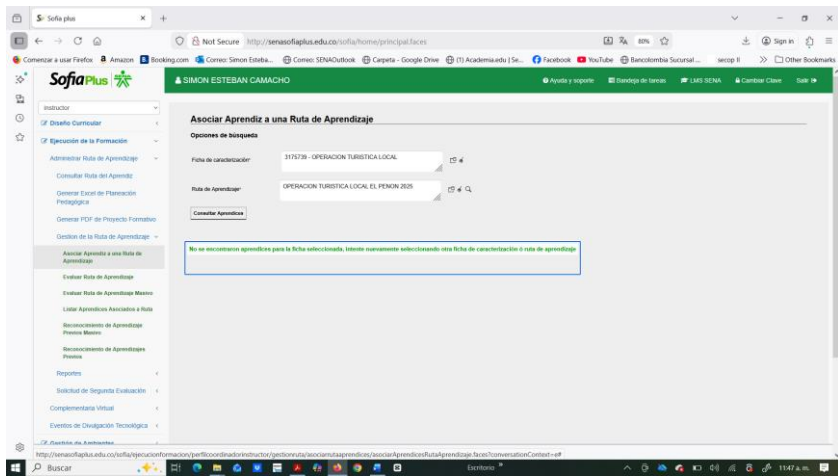 Sofia plus
Not Secure http://senasofiaplus.edu.co/sofia/home/principal.faces
80%
Sign in
Comenzar a usar Firefox Amazon Booking.com Correo: Simon Esteba... Correo: SENAOutlook Carpeta - Google Drive (1) Academia.edu | Se... Facebook YouTube Bancolombia Sucursal ... secop II Other Bookmarks
SofiaPlus
SIMON ESTEBAN CAMACHO
Ayuda y soporte Bandeja de tareas LMS SENA Cambiar Clave Salir
Instructor
Diseño Curricular
Ejecución de la Formación
Administrar Ruta de Aprendizaje
Consultar Ruta del Aprendiz
Generar Excel de Planeación
Pedagógica
Generar PDF de Proyecto Formativo
Gestion de la Ruta de Aprendizaje
Asociar Aprendiz a una Ruta de
Aprendizaje
Evaluar Ruta de Aprendizaje
Evaluar Ruta de Aprendizaje Masivo
Listar Aprendices Asociados a Ruta
Reconocimiento de Aprendizaje
Previos Masivo
Reconocimiento de Aprendizajes
Previos
Reportes
Solicitud de Segunda Evaluación
Complementaria Virtual
Eventos de Divulgación Tecnológica
Gestión de Ambientes
Asociar Aprendiz a una Ruta de Aprendizaje
Opciones de búsqueda
Ficha de caracterización*
3175739 - OPERACION TURISTICA LOCAL
Ruta de Aprendizaje*
OPERACION TURISTICA LOCAL EL PENON 2025
Consultar Aprendices
No se encontraron aprendices para la ficha seleccionada, intente nuevamente seleccionando otra ficha de caracterización ó ruta de aprendizaje
http://senasofiaplus.edu.co/sofia/ejecucionformacion/perfilcoordinadorinstructor/gestionruta/asociarrutaaprendices/asociarAprendicesRutaAprendizaje.faces?conversationContext=e#
Buscar
Escritorio
11:47 a. m.